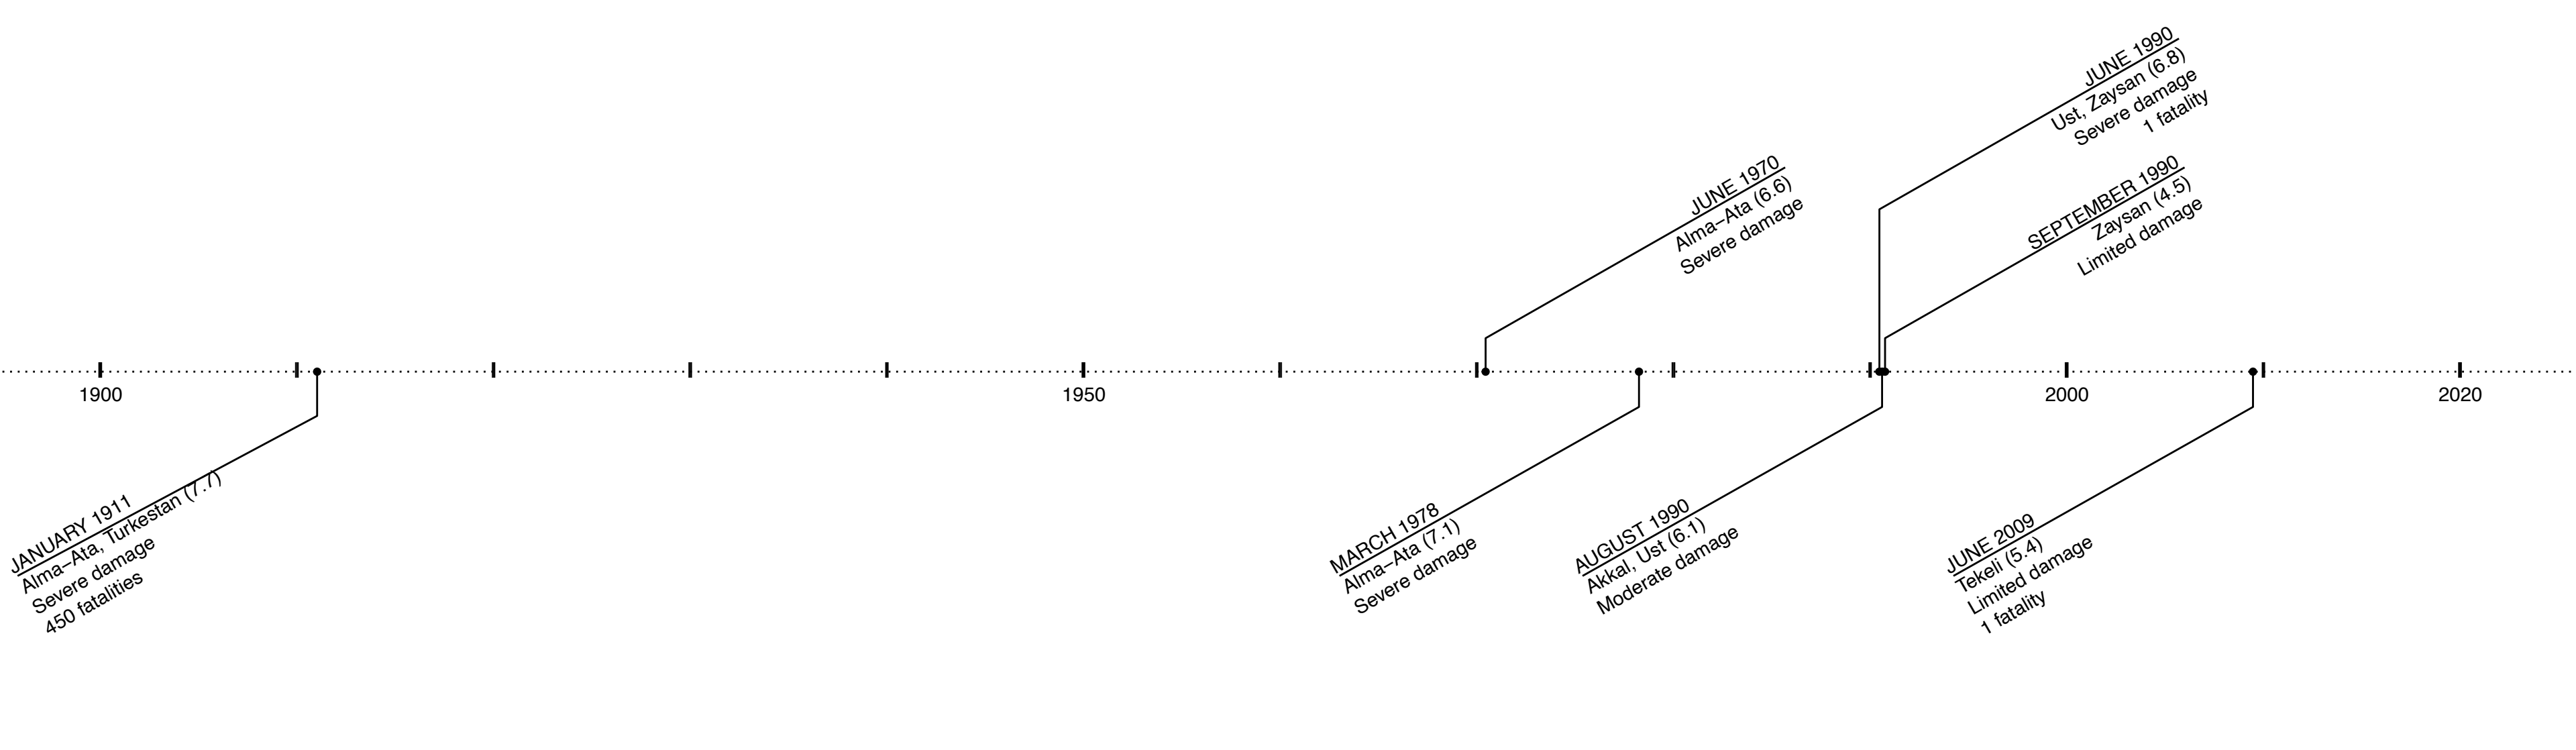 JUNE 1990
Ust, Zaysan (6.8)
Severe damage
1 fatality
JUNE 1970
Alma–Ata (6.6)
Severe damage
SEPTEMBER 1990
Zaysan (4.5)
Limited damage
1900
1950
2000
2020
JANUARY 1911
Alma–Ata, Turkestan (7.7)
Severe damage
450 fatalities
MARCH 1978
Alma–Ata (7.1)
Severe damage
AUGUST 1990
Akkal, Ust (6.1)
Moderate damage
JUNE 2009
Tekeli (5.4)
Limited damage
1 fatality